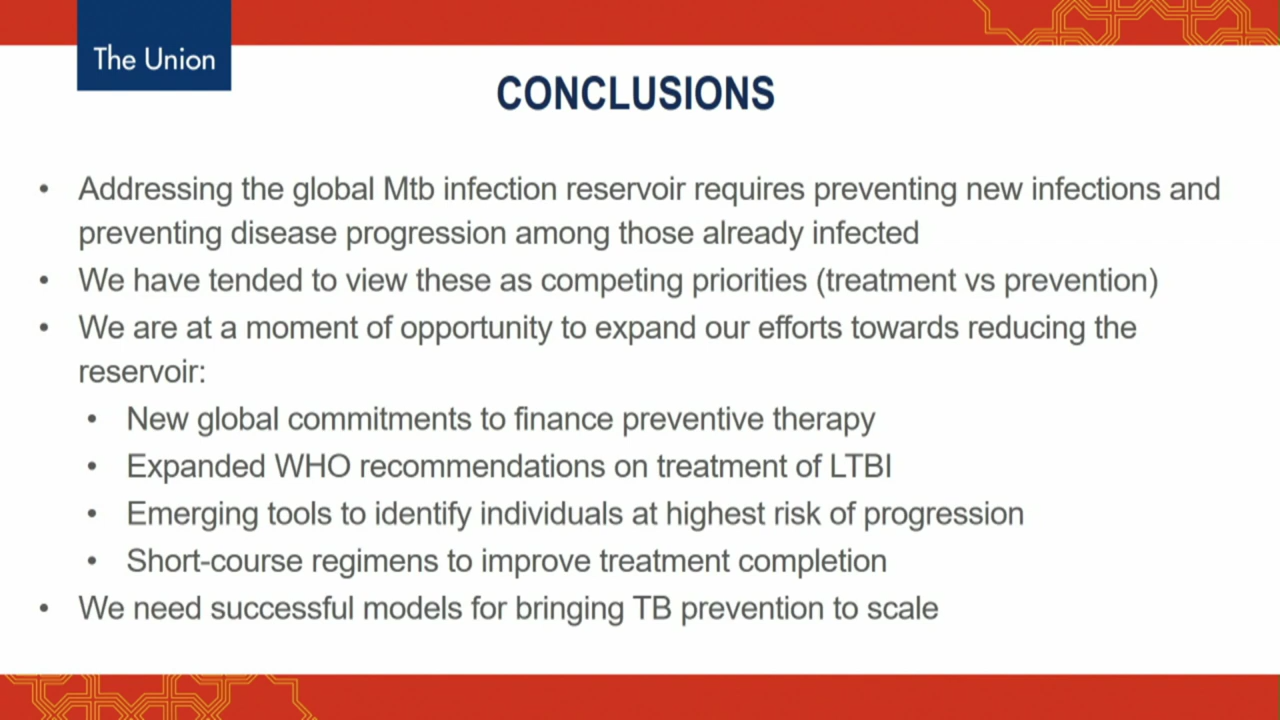 The Union
CONCLUSIONS
• Addressing the global Mtb infection reservoir requires preventing new infections and
preventing disease progression among those already infected
• We have tended to view these as competing priorities (treatment vs prevention)
• We are at a moment of opportunity to expand our efforts towards reducing the
reservoir:
• New global commitments to finance preventive therapy
• Expanded WHO recommendations on treatment of LTBI
• Emerging tools to identify individuals at highest risk of progression
• Short-course regimens to improve treatment completion
• We need successful models for bringing TB prevention to scale